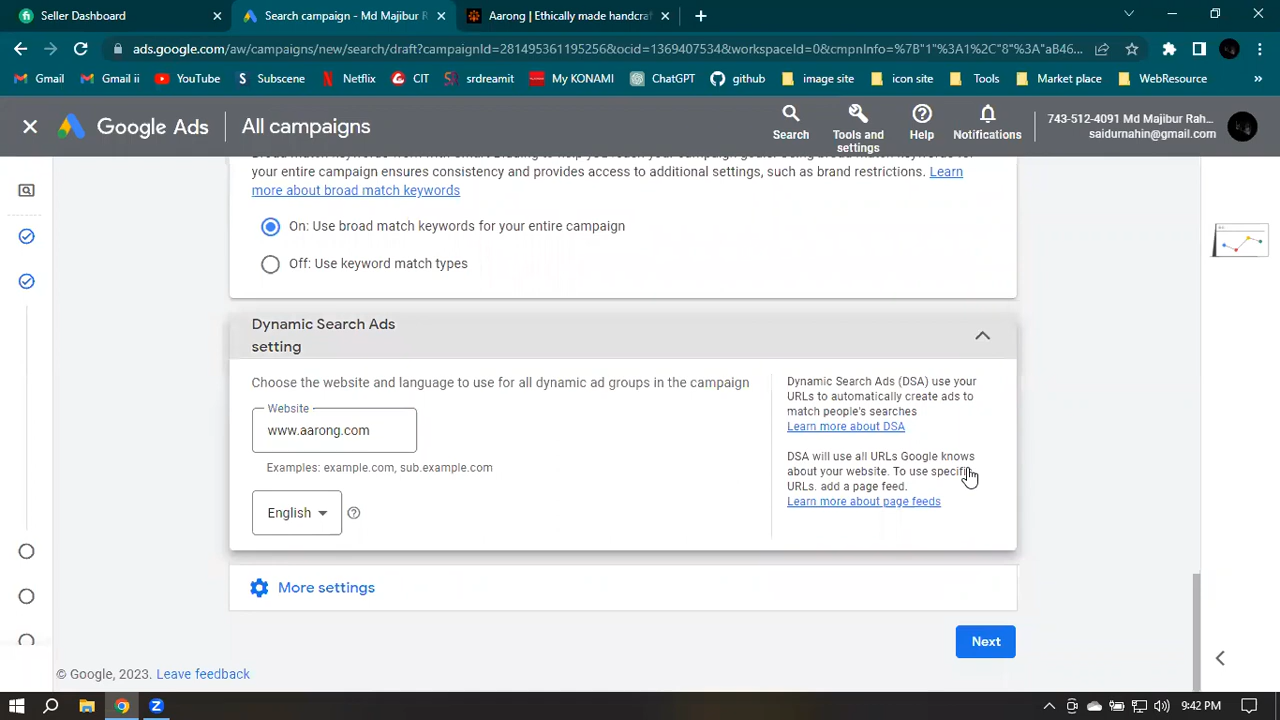 Seller Dashboard
Search campaign - Md Majibur R
Aarong | Ethically made handcraf
ads.google.com/aw/campaigns/new/search/draft?campaignId=281495361195256&ocid=13694075334&workspaceId=0&cmpnInfo=%7B"1"%3A1%2C"8"%3A"aB46...
Gmail
Gmail ii
YouTube
Subscene
Netflix
CIT
srdreamit
My KONAMI
ChatGPT
github
image site
icon site
Tools
Market place
WebResource
»
Google Ads
All campaigns
Search
Tools and settings
Help
Notifications
743-512-4091 Md Majibur Rah...
saidurnahin@gmail.com
your entire campaign ensures consistency and provides access to additional settings, such as brand restrictions. Learn
more about broad match keywords
On: Use broad match keywords for your entire campaign
Off: Use keyword match types
Dynamic Search Ads
setting
Choose the website and language to use for all dynamic ad groups in the campaign
Website
www.aarong.com
Examples: example.com, sub.example.com
English
Dynamic Search Ads (DSA) use your
URLs to automatically create ads to
match people's searches
Learn more about DSA
DSA will use all URLs Google knows
about your website. To use specific
URLs. add a page feed.
Learn more about page feeds
More settings
Next
© Google, 2023. Leave feedback
9:42 PM